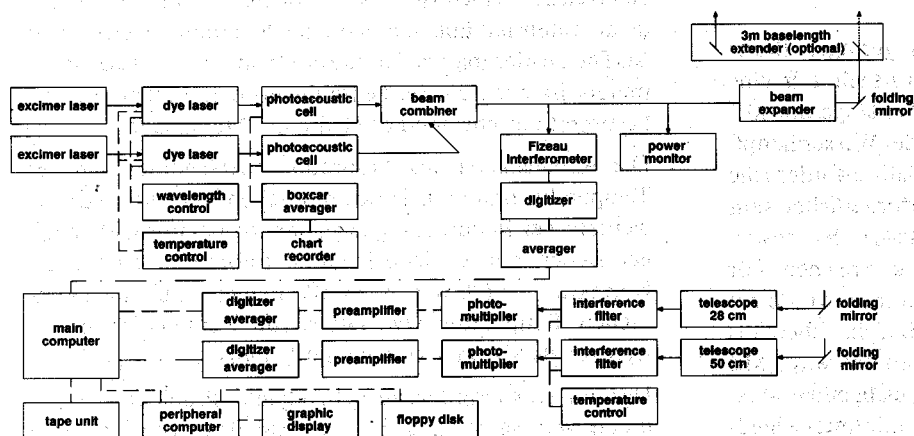 3m baselength
extender (optional)
excimer laser
dye laser
photoacoustic
cell
beam
combiner
beam
expander
folding
mirror
excimer laser
dye laser
photoacoustic
cell
Fizeau
interferometer
power
monitor
wavelength
control
boxcar
averager
digitizer
temperature
control
chart
recorder
averager
main
computer
digitizer
averager
preamplifier
photo-
multiplier
interference
filter
telescope
28 cm
folding
mirror
digitizer
averager
preamplifier
photo-
multiplier
interference
filter
telescope
50 cm
folding
mirror
tape unit
peripheral
computer
graphic
display
floppy disk
temperature
control